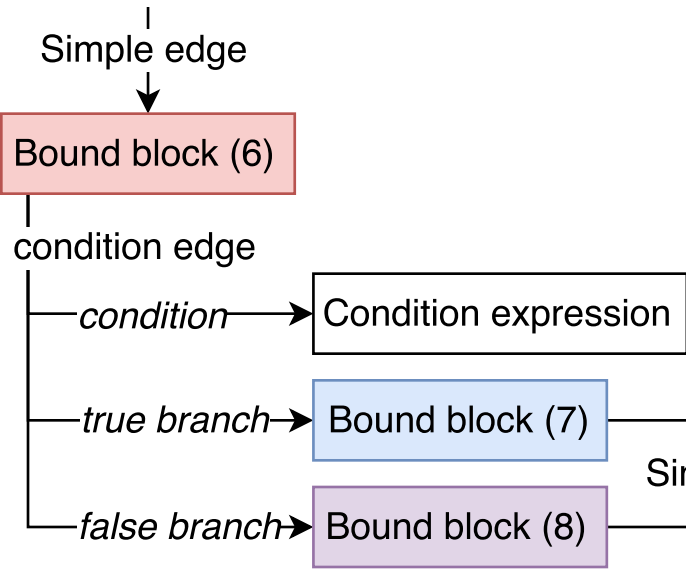 Simple edge
Bound block (6)
condition edge
condition
Condition expression
true branch
Bound block (7)
false branch
Bound block (8)